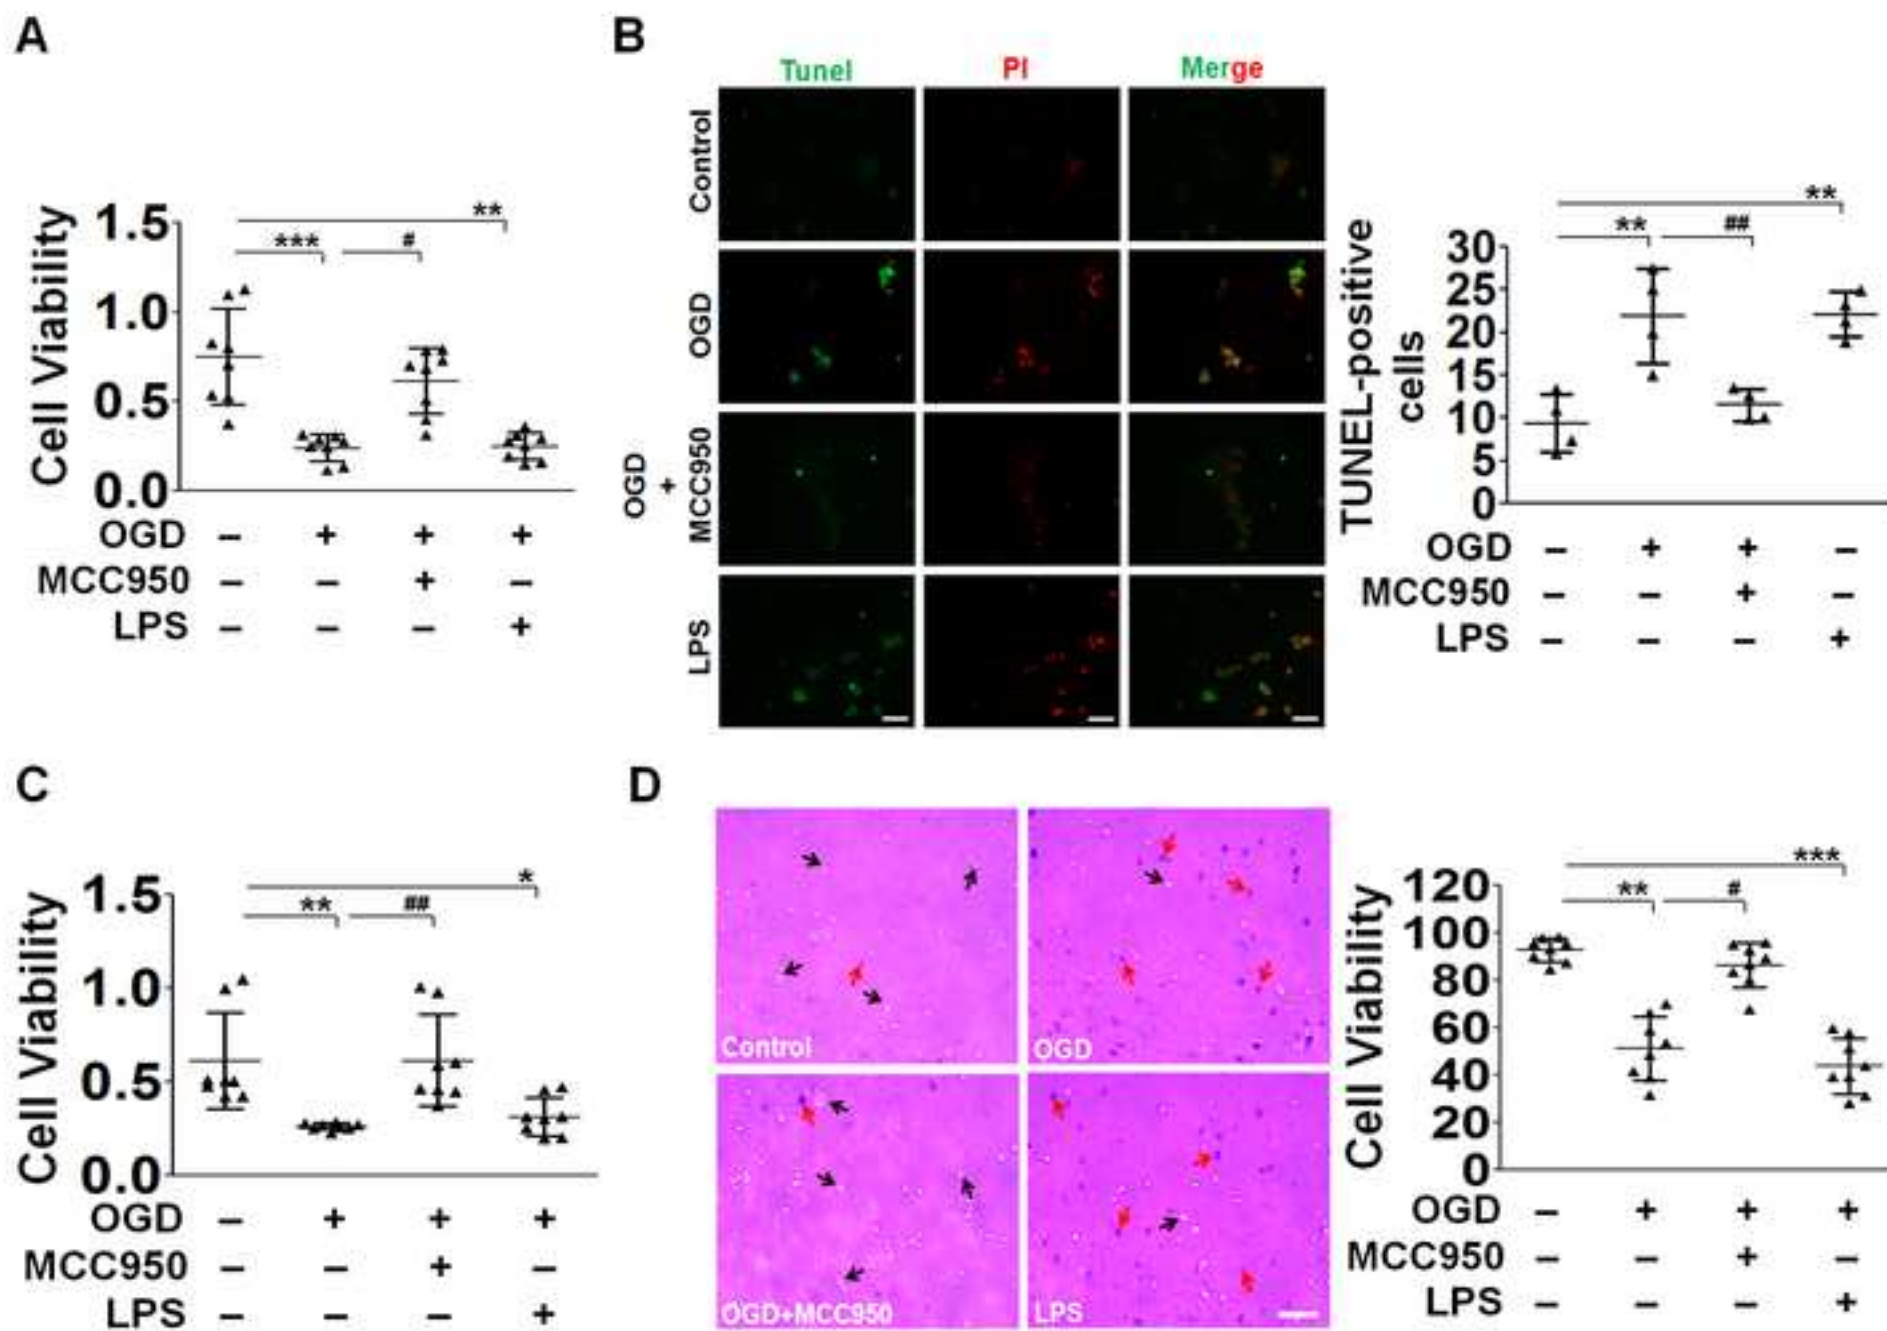 A
**
*** #
1.5
1.0
0.5
0.0
Cell Viability
OGD – + + +
MCC950 – – + –
LPS – – – +
B
Tunel PI Merge
Control
OGD
OGD
+
MCC950
LPS
**
** ##
30
25
20
15
10
5
0
TUNEL-positive
cells
OGD – + + –
MCC950 – – + –
LPS – – – +
C
*
** ##
1.5
1.0
0.5
0.0
Cell Viability
OGD – + + +
MCC950 – – + –
LPS – – – +
D
Control OGD
OGD+MCC950 LPS
***
** #
120
100
80
60
40
20
0
Cell Viability
OGD – + + +
MCC950 – – + –
LPS – – – +